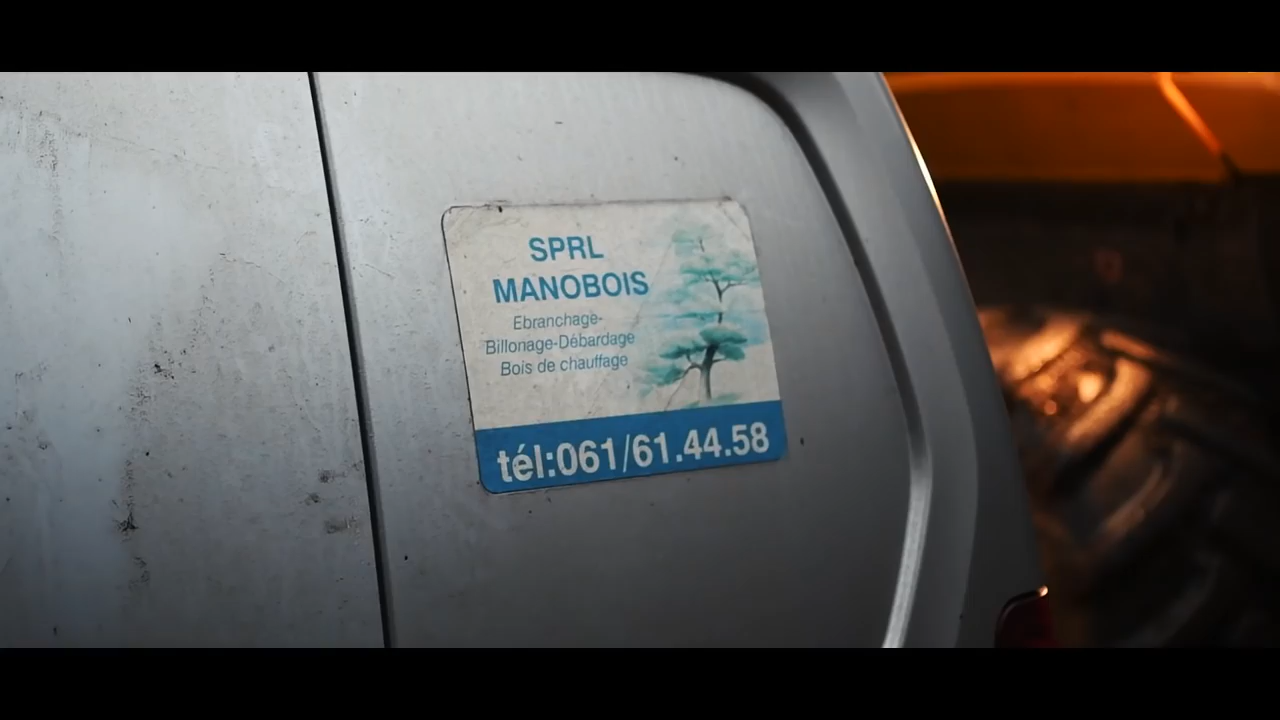 SPRL
MANOBOIS
Ebranchage-
Billonage-Débardage
Bois de chauffage
tél:061/61.44.58